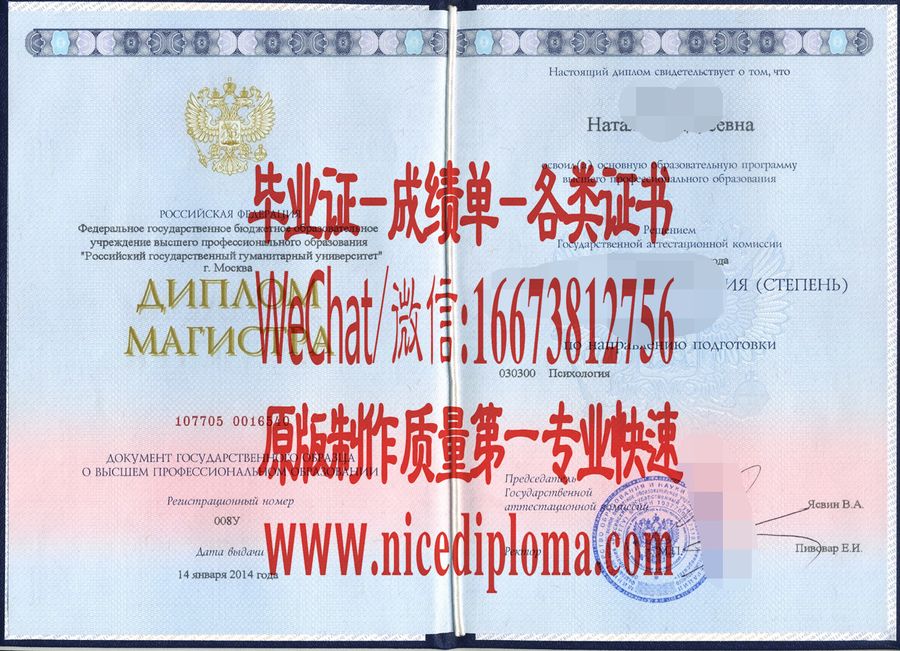 РОССИЙСКАЯ ФЕДЕРАЦИЯ
Федеральное государственное бюджетное образовательное
учреждение высшего профессионального образования
"Российский государственный гуманитарный университет"
г. Москва
ДИПЛОМ
МАГИСТРА
107705 0016540
ДОКУМЕНТ ГОСУДАРСТВЕННОГО ОБРАЗЦА
О ВЫСШЕМ ПРОФЕССИОНАЛЬНОМ ОБРАЗОВАНИИ
Регистрационный номер
008У
Дата выдачи
14 января 2014 года
Настоящий диплом свидетельствует о том, что
освоил(а) основную образовательную программу
высшего профессионального образования
Решением
Государственной аттестационной комиссии
года
(СТЕПЕНЬ)
по направлению подготовки
030300 Психология
Председатель
Государственной
аттестационной комиссии
Ясвин В.А.
Ректор
М.П.
Пивовар Е.И.
毕业证-成绩单-各类证书
WeChat/微信:16673812756
原版制作质量第一专业快速
www.nicediploma.com